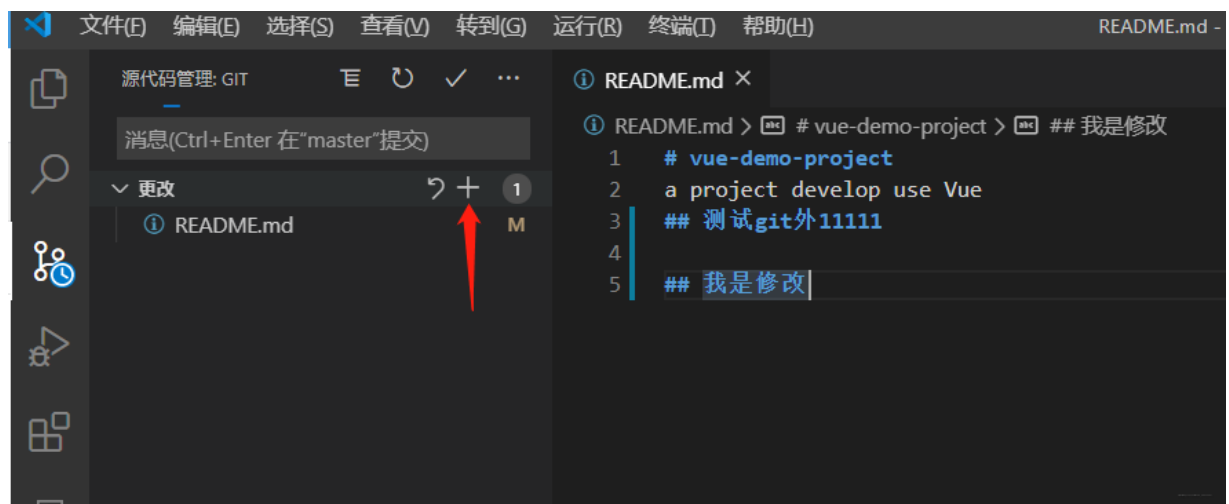 文件(F) 编辑(E) 选择(S) 查看(V) 转到(G) 运行(R) 终端(T) 帮助(H) README.md -
源代码管理: GIT
消息(Ctrl+Enter 在“master”提交)
更改 1
README.md M
README.md
README.md > # vue-demo-project > ## 我是修改
1 # vue-demo-project
2 a project develop use Vue
3 ## 测试git外11111
4
5 ## 我是修改